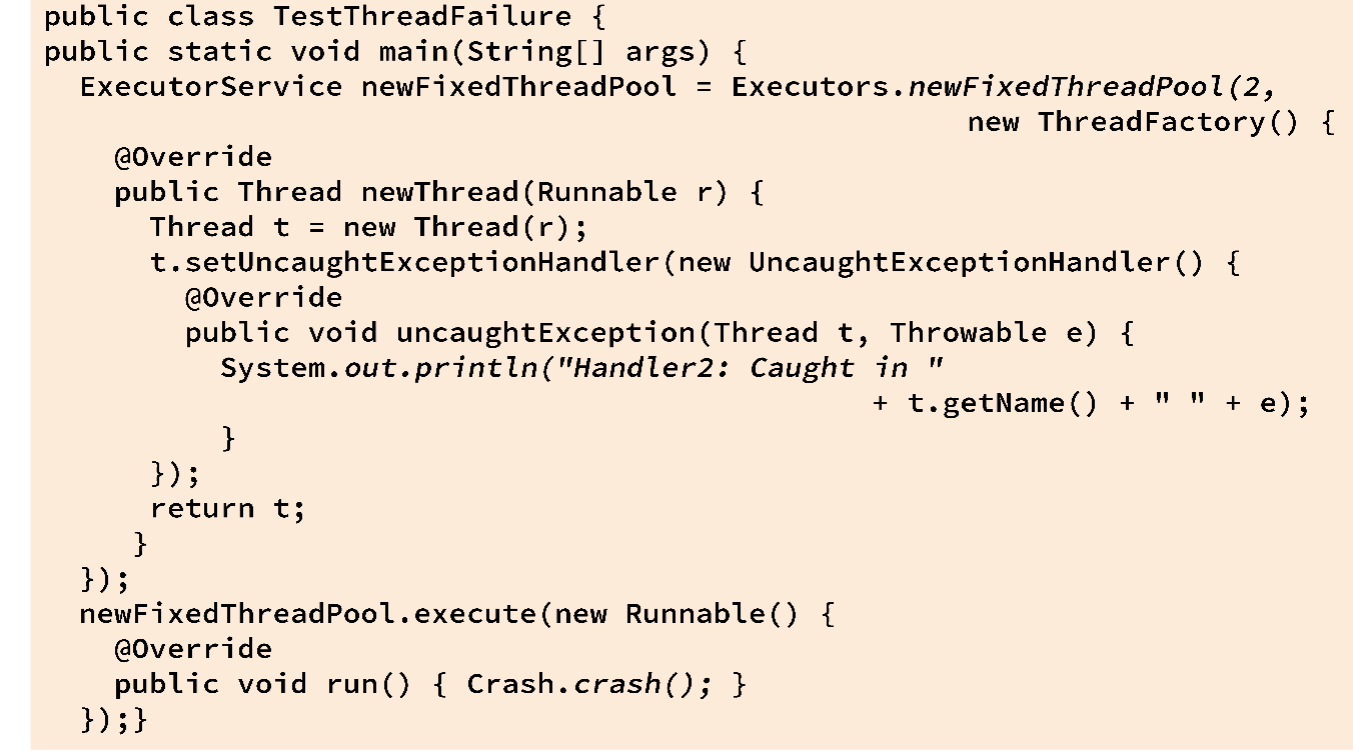 public class TestThreadFailure {
public static void main(String[] args) {
  ExecutorService newFixedThreadPool = Executors.newFixedThreadPool(2,
                                                     new ThreadFactory() {
    @Override
    public Thread newThread(Runnable r) {
      Thread t = new Thread(r);
      t.setUncaughtExceptionHandler(new UncaughtExceptionHandler() {
        @Override
        public void uncaughtException(Thread t, Throwable e) {
          System.out.println("Handler2: Caught in "
                                               + t.getName() + " " + e);
          }
      });
      return t;
     }
  });
  newFixedThreadPool.execute(new Runnable() {
    @Override
    public void run() { Crash.crash(); }
  });}